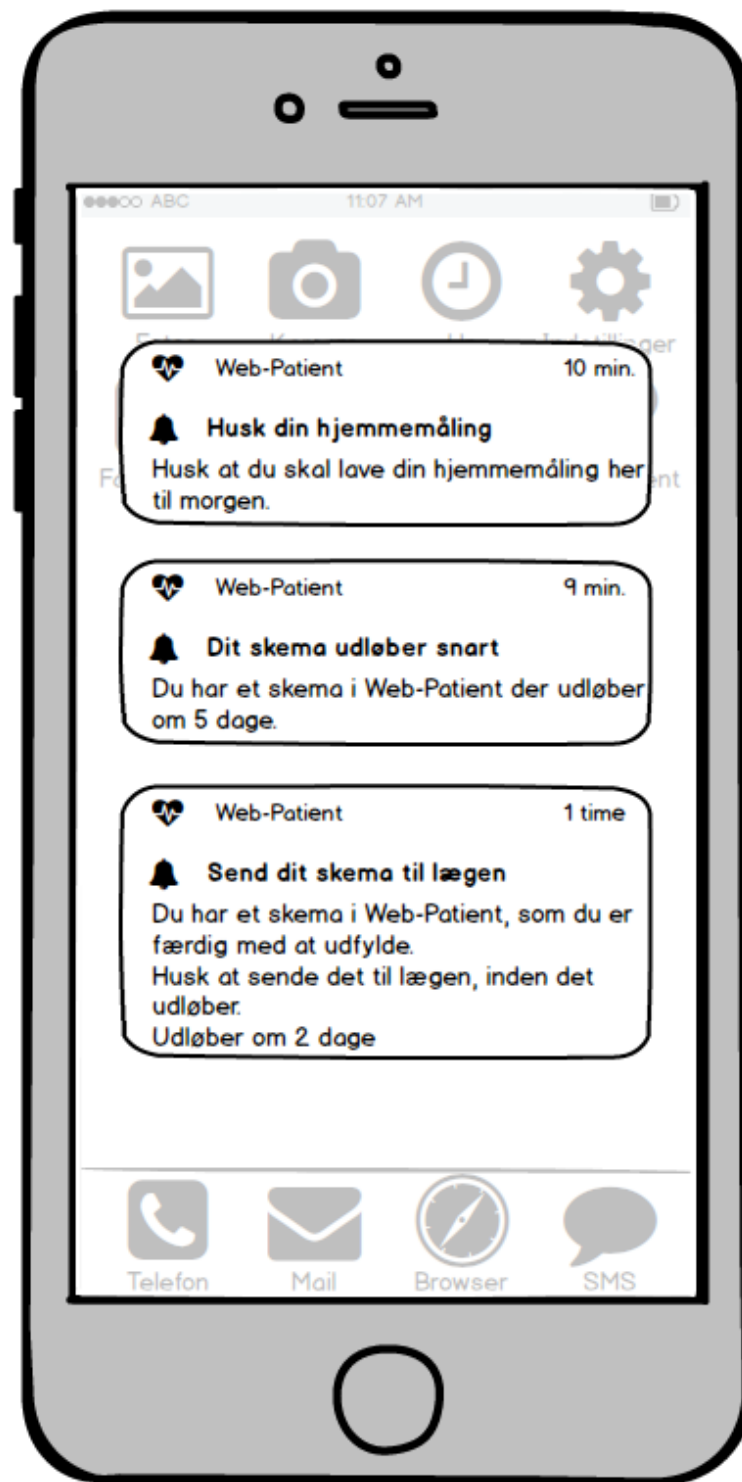 ABC 11:07 AM
Web-Patient 10 min.
Husk din hjemmemåling
Husk at du skal lave din hjemmemåling her
til morgen.
Web-Patient 9 min.
Dit skema udløber snart
Du har et skema i Web-Patient der udløber
om 5 dage.
Web-Patient 1 time
Send dit skema til lægen
Du har et skema i Web-Patient, som du er
færdig med at udfylde.
Husk at sende det til lægen, inden det
udløber.
Udløber om 2 dage
Telefon Mail Browser SMS